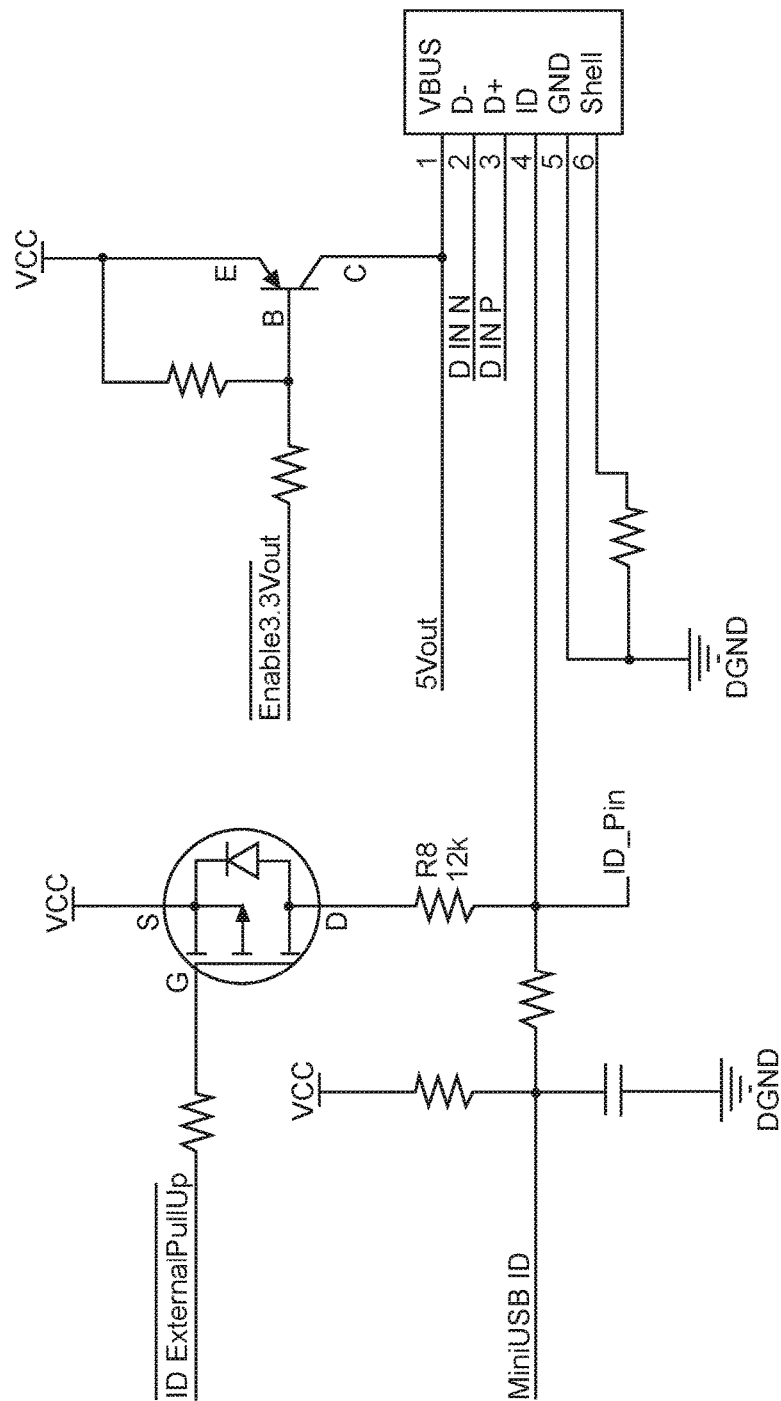 VCC
S
G
D
ID ExternalPullUp
R8
12k
VCC
MiniUSB ID
DGND
ID_Pin
VCC
E
B
C
Enable3.3Vout
5Vout
D IN N
D IN P
DGND
1 VBUS
2 D-
3 D+
4 ID
5 GND
6 Shell